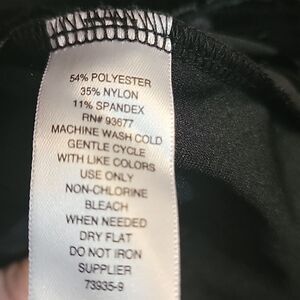 54% POLYESTER
35% NYLON
11% SPANDEX
RN# 93677
MACHINE WASH COLD
GENTLE CYCLE
WITH LIKE COLORS
USE ONLY
NON-CHLORINE
BLEACH
WHEN NEEDED
DRY FLAT
DO NOT IRON
SUPPLIER
73935-9